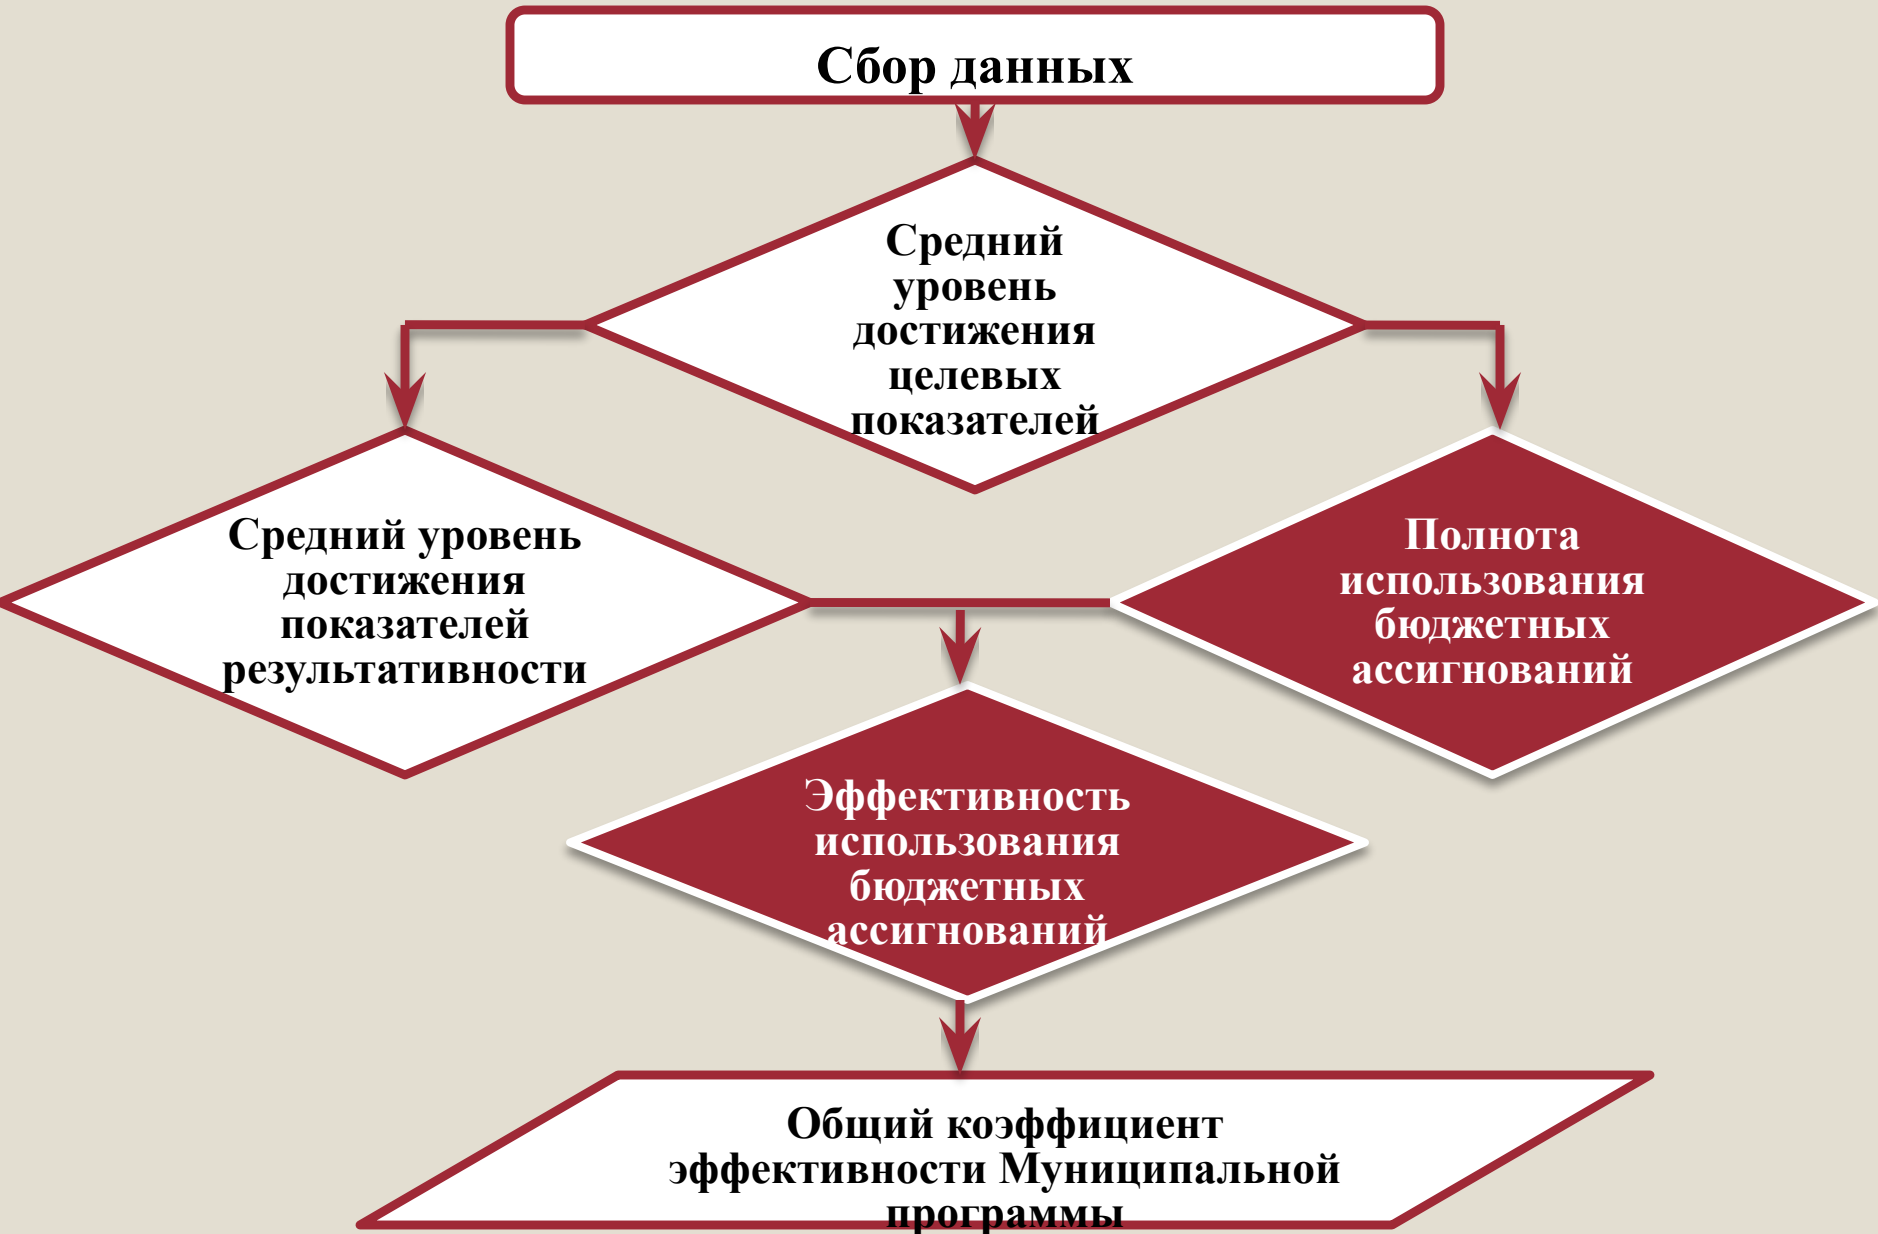 Сбор данных
Средний
уровень
достижения
целевых
показателей
Средний уровень
достижения
показателей
результативности
Полнота
использования
бюджетных
ассигнований
Эффективность
использования
бюджетных
ассигнований
Общий коэффициент
эффективности Муниципальной
программы